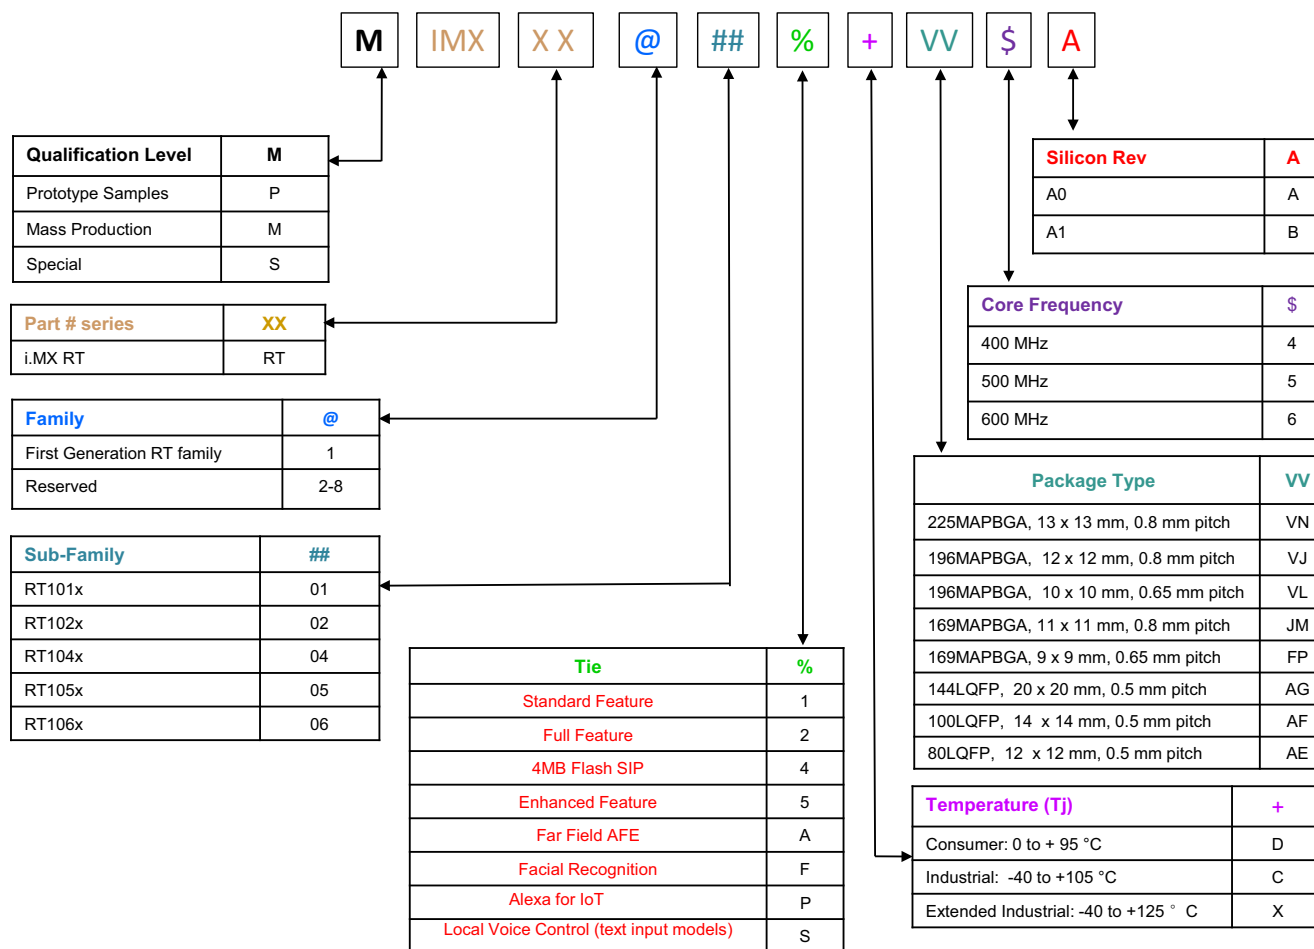 M IMX X X @ ## % + VV $ A
Qualification Level M
Prototype Samples P
Mass Production M
Special S
Part # series XX
i.MX RT RT
Family @
First Generation RT family 1
Reserved 2-8
Sub-Family ##
RT101x 01
RT102x 02
RT104x 04
RT105x 05
RT106x 06
Tie %
Standard Feature 1
Full Feature 2
4MB Flash SIP 4
Enhanced Feature 5
Far Field AFE A
Facial Recognition F
Alexa for IoT P
Local Voice Control (text input models) S
Silicon Rev A
A0 A
A1 B
Core Frequency $
400 MHz 4
500 MHz 5
600 MHz 6
Package Type VV
225MAPBGA, 13 x 13 mm, 0.8 mm pitch VN
196MAPBGA, 12 x 12 mm, 0.8 mm pitch VJ
196MAPBGA, 10 x 10 mm, 0.65 mm pitch VL
169MAPBGA, 11 x 11 mm, 0.8 mm pitch JM
169MAPBGA, 9 x 9 mm, 0.65 mm pitch FP
144LQFP, 20 x 20 mm, 0.5 mm pitch AG
100LQFP, 14 x 14 mm, 0.5 mm pitch AF
80LQFP, 12 x 12 mm, 0.5 mm pitch AE
Temperature (Tj) +
Consumer: 0 to + 95 °C D
Industrial: -40 to +105 °C C
Extended Industrial: -40 to +125 ° C X